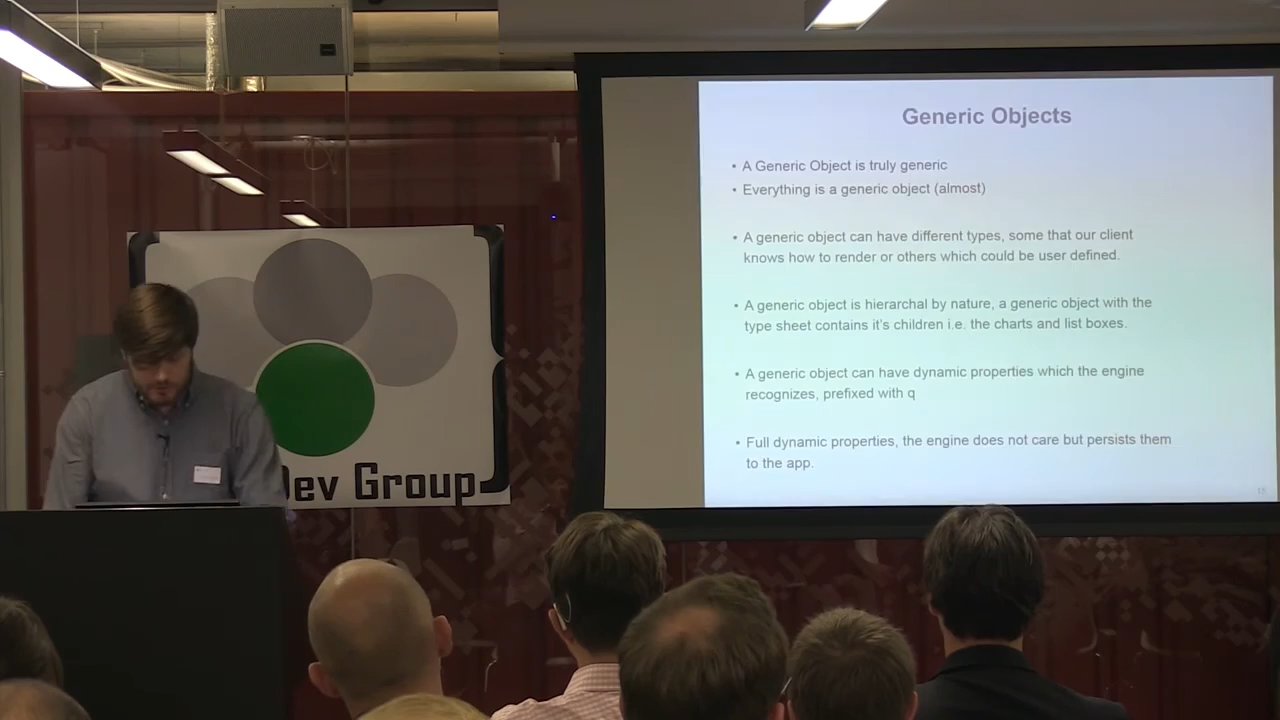 Generic Objects
• A Generic Object is truly generic
• Everything is a generic object (almost)
• A generic object can have different types, some that our client
knows how to render or others which could be user defined.
• A generic object is hierarchal by nature, a generic object with the
type sheet contains it's children i.e. the charts and list boxes.
• A generic object can have dynamic properties which the engine
recognizes, prefixed with q
• Full dynamic properties, the engine does not care but persists them
to the app.
Dev Group